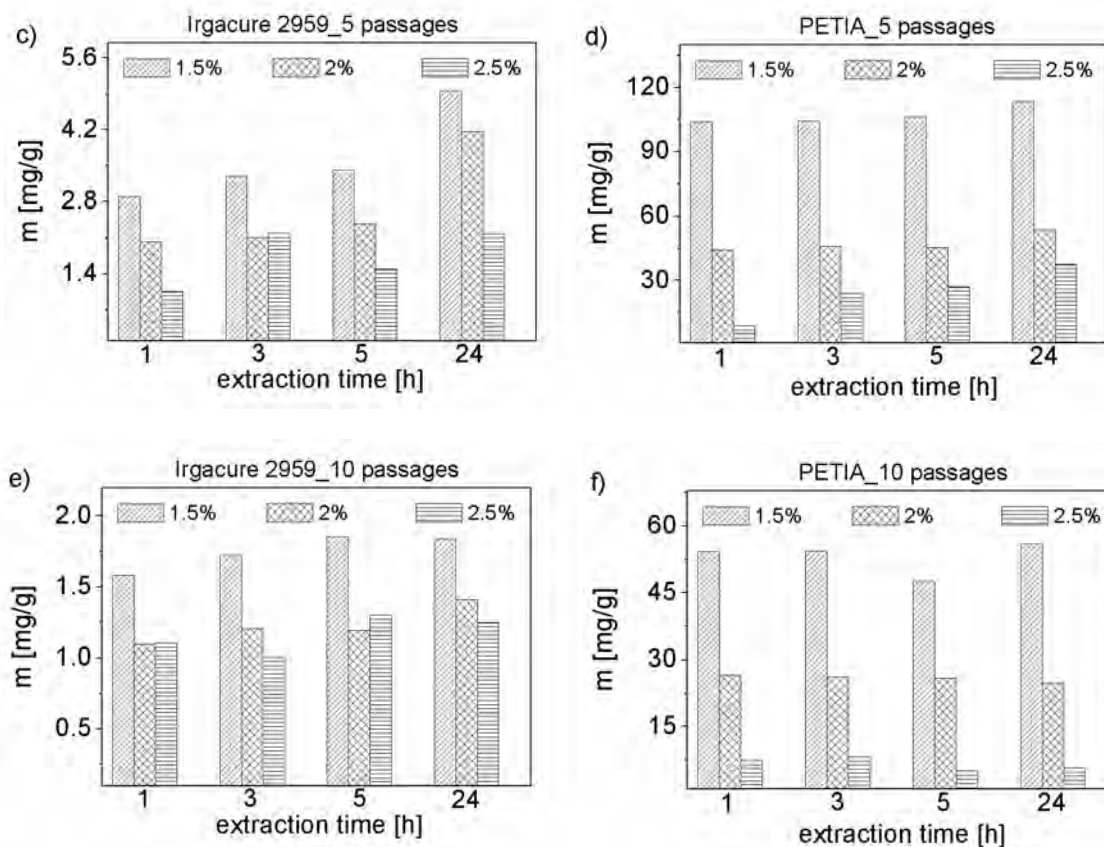 c)
Irgacure 2959_5 passages
5.6
4.2
2.8
1.4
m [mg/g]
1.5% 2% 2.5%
1 3 5 24
extraction time [h]
d)
PETIA_5 passages
120
90
60
30
m [mg/g]
1.5% 2% 2.5%
1 3 5 24
extraction time [h]
e)
Irgacure 2959_10 passages
2.0
1.5
1.0
0.5
m [mg/g]
1.5% 2% 2.5%
1 3 5 24
extraction time [h]
f)
PETIA_10 passages
60
45
30
15
m [mg/g]
1.5% 2% 2.5%
1 3 5 24
extraction time [h]